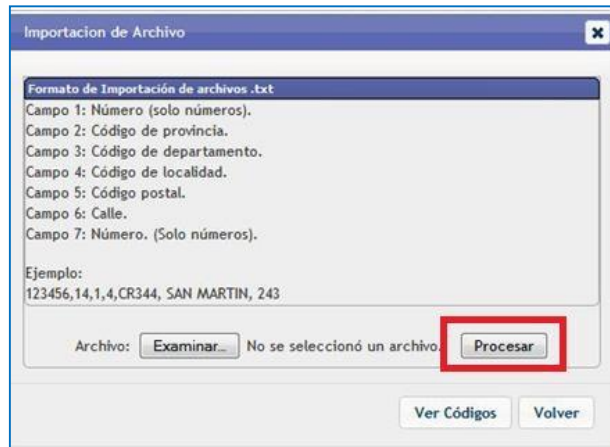 Importacion de Archivo
Formato de Importación de archivos .txt
Campo 1: Número (solo números).
Campo 2: Código de provincia.
Campo 3: Código de departamento.
Campo 4: Código de localidad.
Campo 5: Código postal.
Campo 6: Calle.
Campo 7: Número. (Solo números).
Ejemplo:
123456,14,1,4,CR344, SAN MARTIN, 243
Archivo: Examinar... No se seleccionó un archivo. Procesar
Ver Códigos Volver